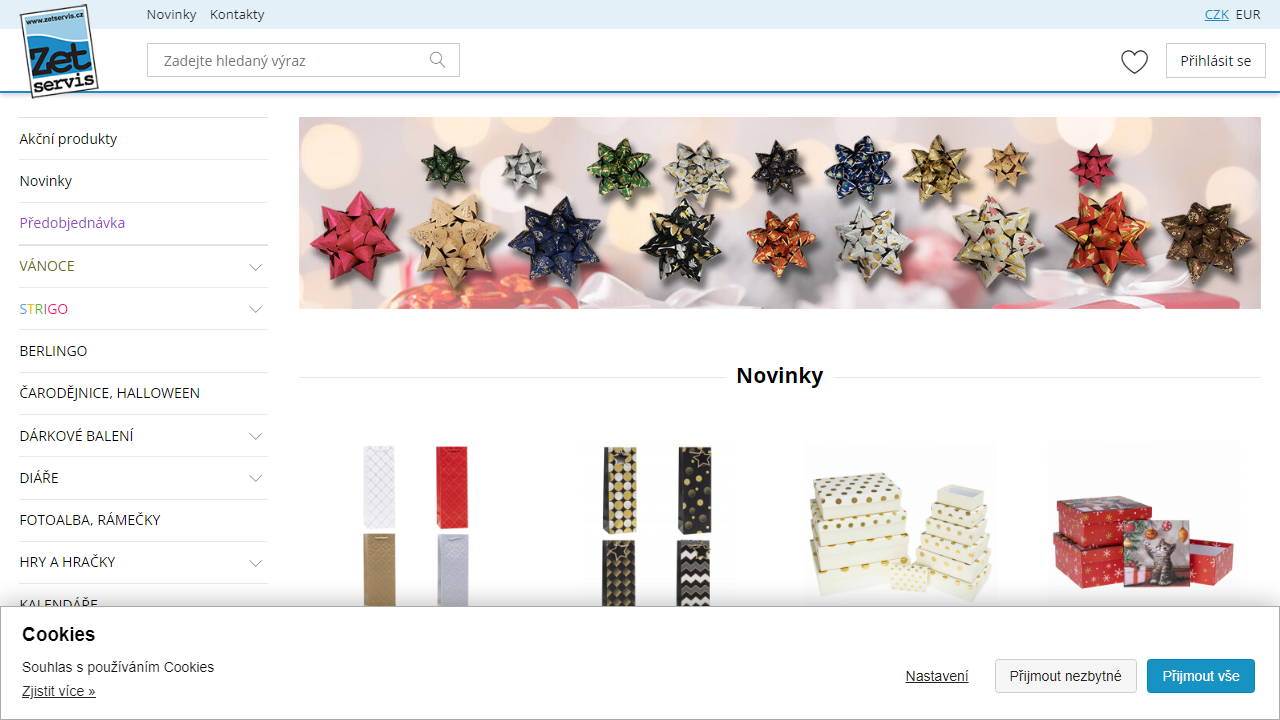 www.zetservis.cz
Zet
servis
Novinky Kontakty
CZK EUR
Zadejte hledaný výraz
Přihlásit se
Akční produkty
Novinky
Předobjednávka
VÁNOCE
STRIGO
BERLINGO
ČARODĚJNICE, HALLOWEEN
DÁRKOVÉ BALENÍ
DIÁŘE
FOTOALBA, RÁMEČKY
HRY A HRAČKY
KALENDÁŘE
Novinky
Cookies
Souhlas s používáním Cookies
Zjistit více »
Nastavení
Přijmout nezbytné
Přijmout vše